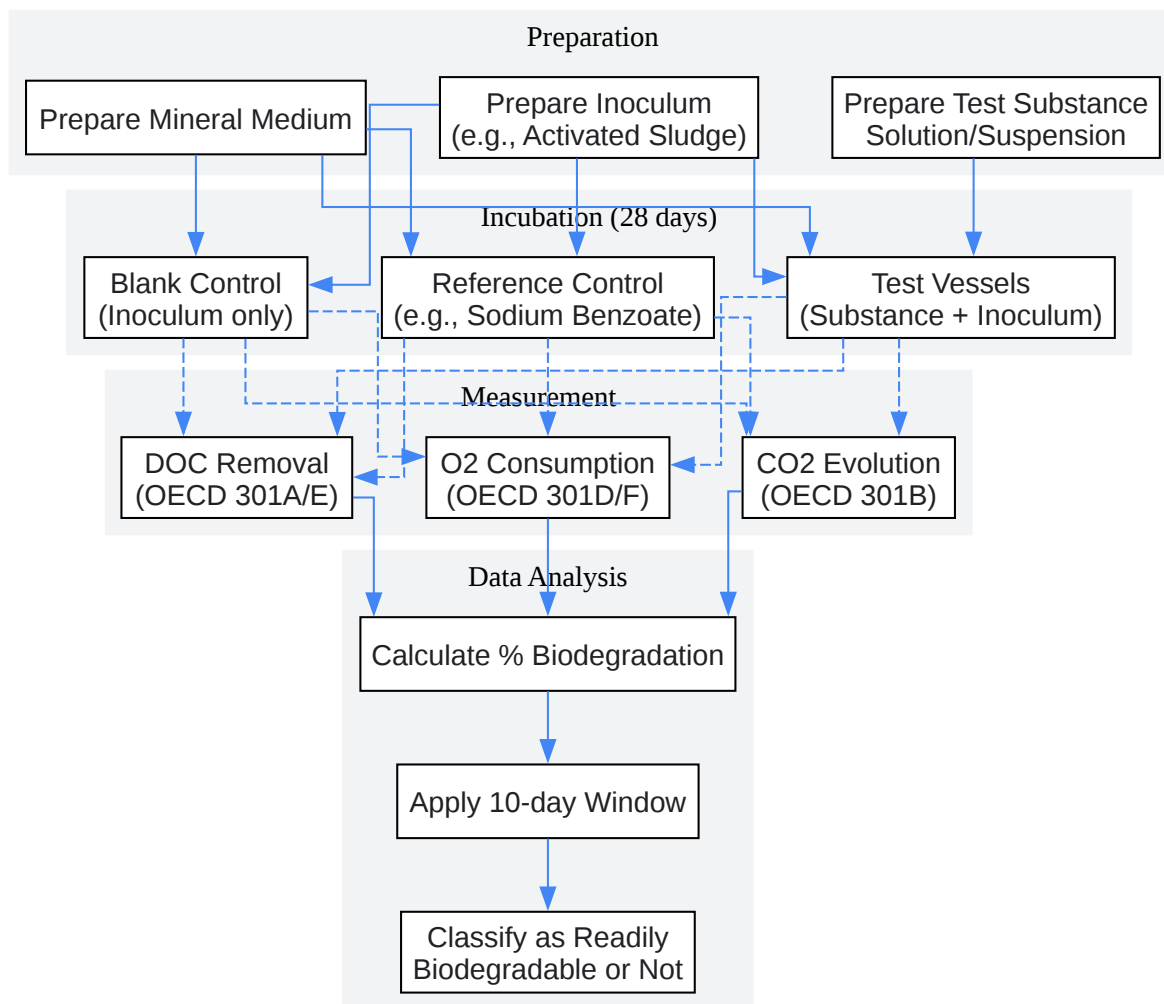 Preparation
Prepare Mineral Medium
Prepare Inoculum
(e.g., Activated Sludge)
Prepare Test Substance
Solution/Suspension
Incubation (28 days)
Blank Control
(Inoculum only)
Reference Control
(e.g., Sodium Benzoate)
Test Vessels
(Substance + Inoculum)
Measurement
DOC Removal
(OECD 301A/E)
O2 Consumption
(OECD 301D/F)
CO2 Evolution
(OECD 301B)
Data Analysis
Calculate % Biodegradation
Apply 10-day Window
Classify as Readily
Biodegradable or Not